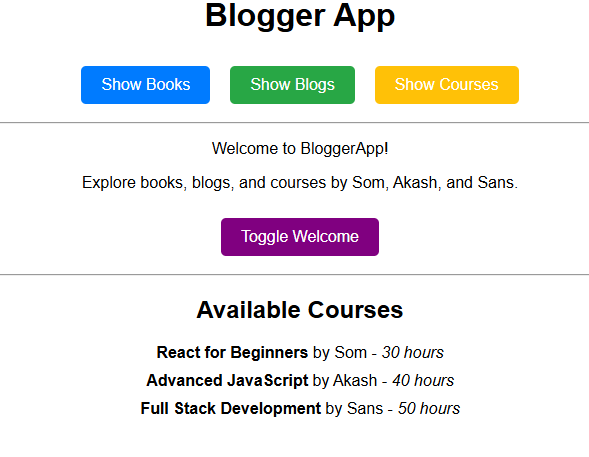 Blogger App
Show Books Show Blogs Show Courses
Welcome to BloggerApp!
Explore books, blogs, and courses by Som, Akash, and Sans.
Toggle Welcome
Available Courses
React for Beginners by Som - 30 hours
Advanced JavaScript by Akash - 40 hours
Full Stack Development by Sans - 50 hours